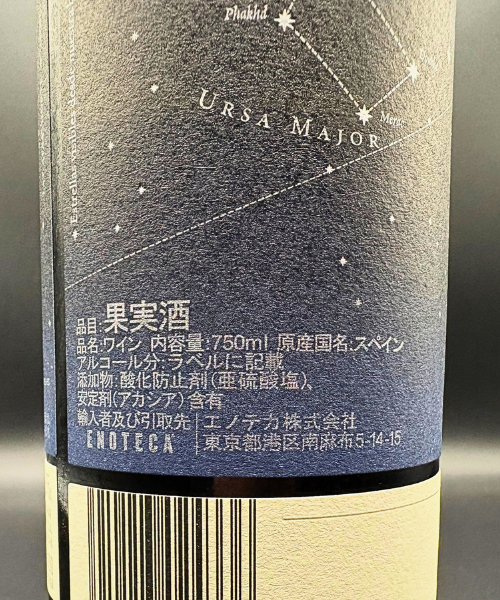 Phakhd
URSA MAJOR
品目:果実酒
品名:ワイン 内容量:750ml 原産国名:スペイン
アルコール分:ラベルに記載
添加物:酸化防止剤(亜硫酸塩)、
安定剤(アカシア)含有
輸入者及び引取先 エノテカ株式会社
ENOTECA 東京都港区南麻布5-14-15